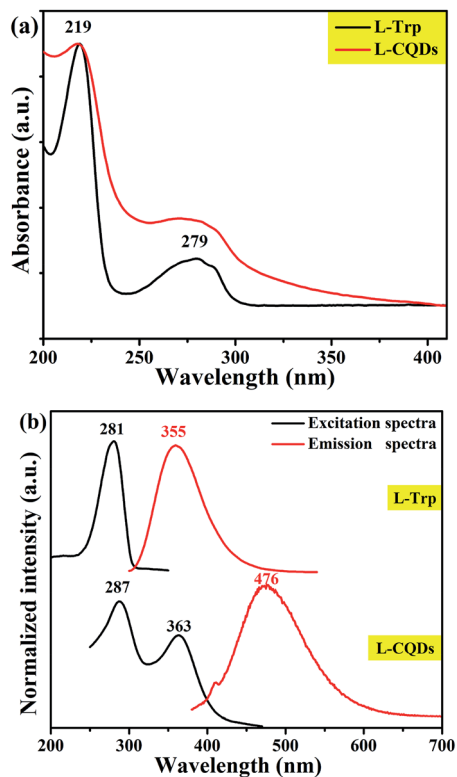 (a)
219
L-Trp
L-CQDs
Absorbance (a.u.)
279
200 250 300 350 400
Wavelength (nm)
(b)
281
355
Excitation spectra
Emission spectra
L-Trp
Normalized intensity (a.u.)
287
363
476
L-CQDs
200 300 400 500 600 700
Wavelength (nm)